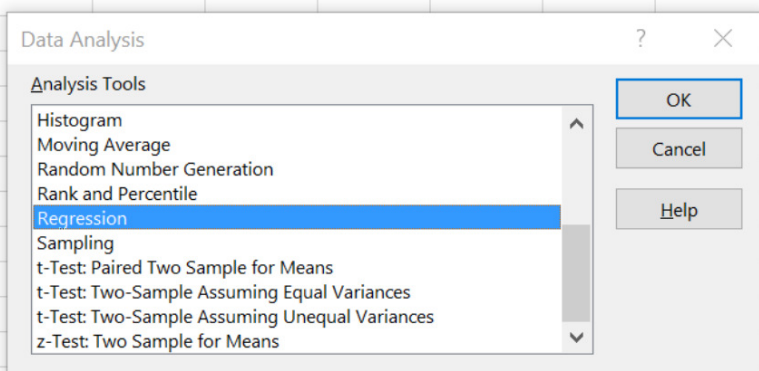 Data Analysis
?
Analysis Tools
Histogram
Moving Average
Random Number Generation
Rank and Percentile
Regression
Sampling
t-Test: Paired Two Sample for Means
t-Test: Two-Sample Assuming Equal Variances
t-Test: Two-Sample Assuming Unequal Variances
z-Test: Two Sample for Means
OK
Cancel
Help